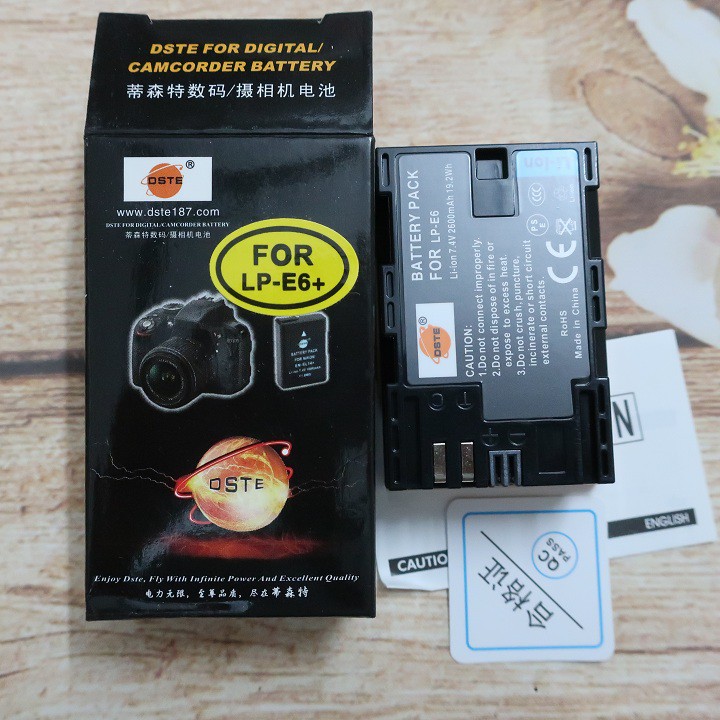 DSTE FOR DIGITAL/
CAMCORDER BATTERY
蒂森特数码/摄相机电池
DSTE®
www.dste187.com
DSTE FOR DIGITAL/CAMCORDER BATTERY
蒂森特数码/摄相机电池
FOR
LP-E6+
BATTERY PACK
DSTE
Enjoy Dste, Fly With Infinite Power And Excellent Quality
电力无限，至尊品质，尽在蒂森特
BATTERY PACK
FOR LP-E6
Li-ion 7.4V 2600mAh 19.2Wh
Li-ion
DSTE®
CAUTION:
1.Do not connect improperly.
2.Do not dispose of in fire or
expose to excess heat.
3.Do not crush, puncture,
incinerate or short circuit
external contacts.
CCC
PS
E
CE
RoHS
Made in China
T
C
CAUTION
ENGLISH
N
合格证
QC
PASS